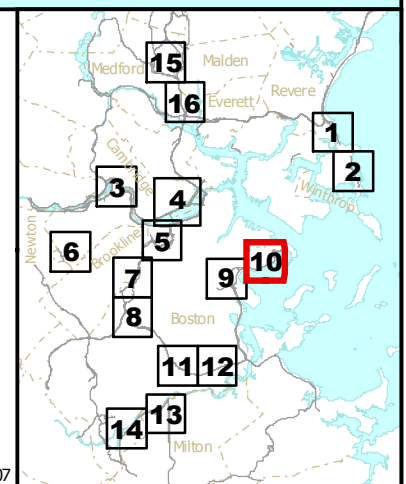 15
Medford
Malden
16
Everett
Revere
1
2
Winthrop
Cambridge
3
4
5
Newton
6
Brookline
7
9
10
8
Boston
11 12
13
14
Milton
07